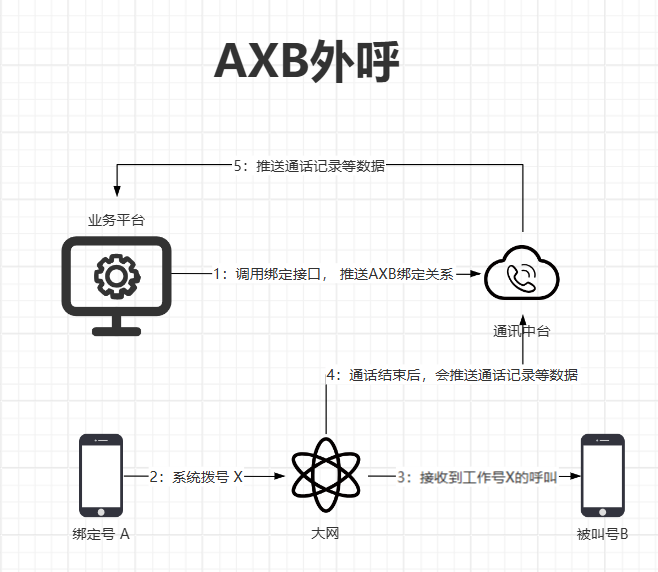 AXB外呼
5：推送通话记录等数据
业务平台
1：调用绑定接口， 推送AXB绑定关系
通讯中台
4：通话结束后，会推送通话记录等数据
2：系统拨号 X
3：接收到工作号X的呼叫
绑定号 A
大网
被叫号B